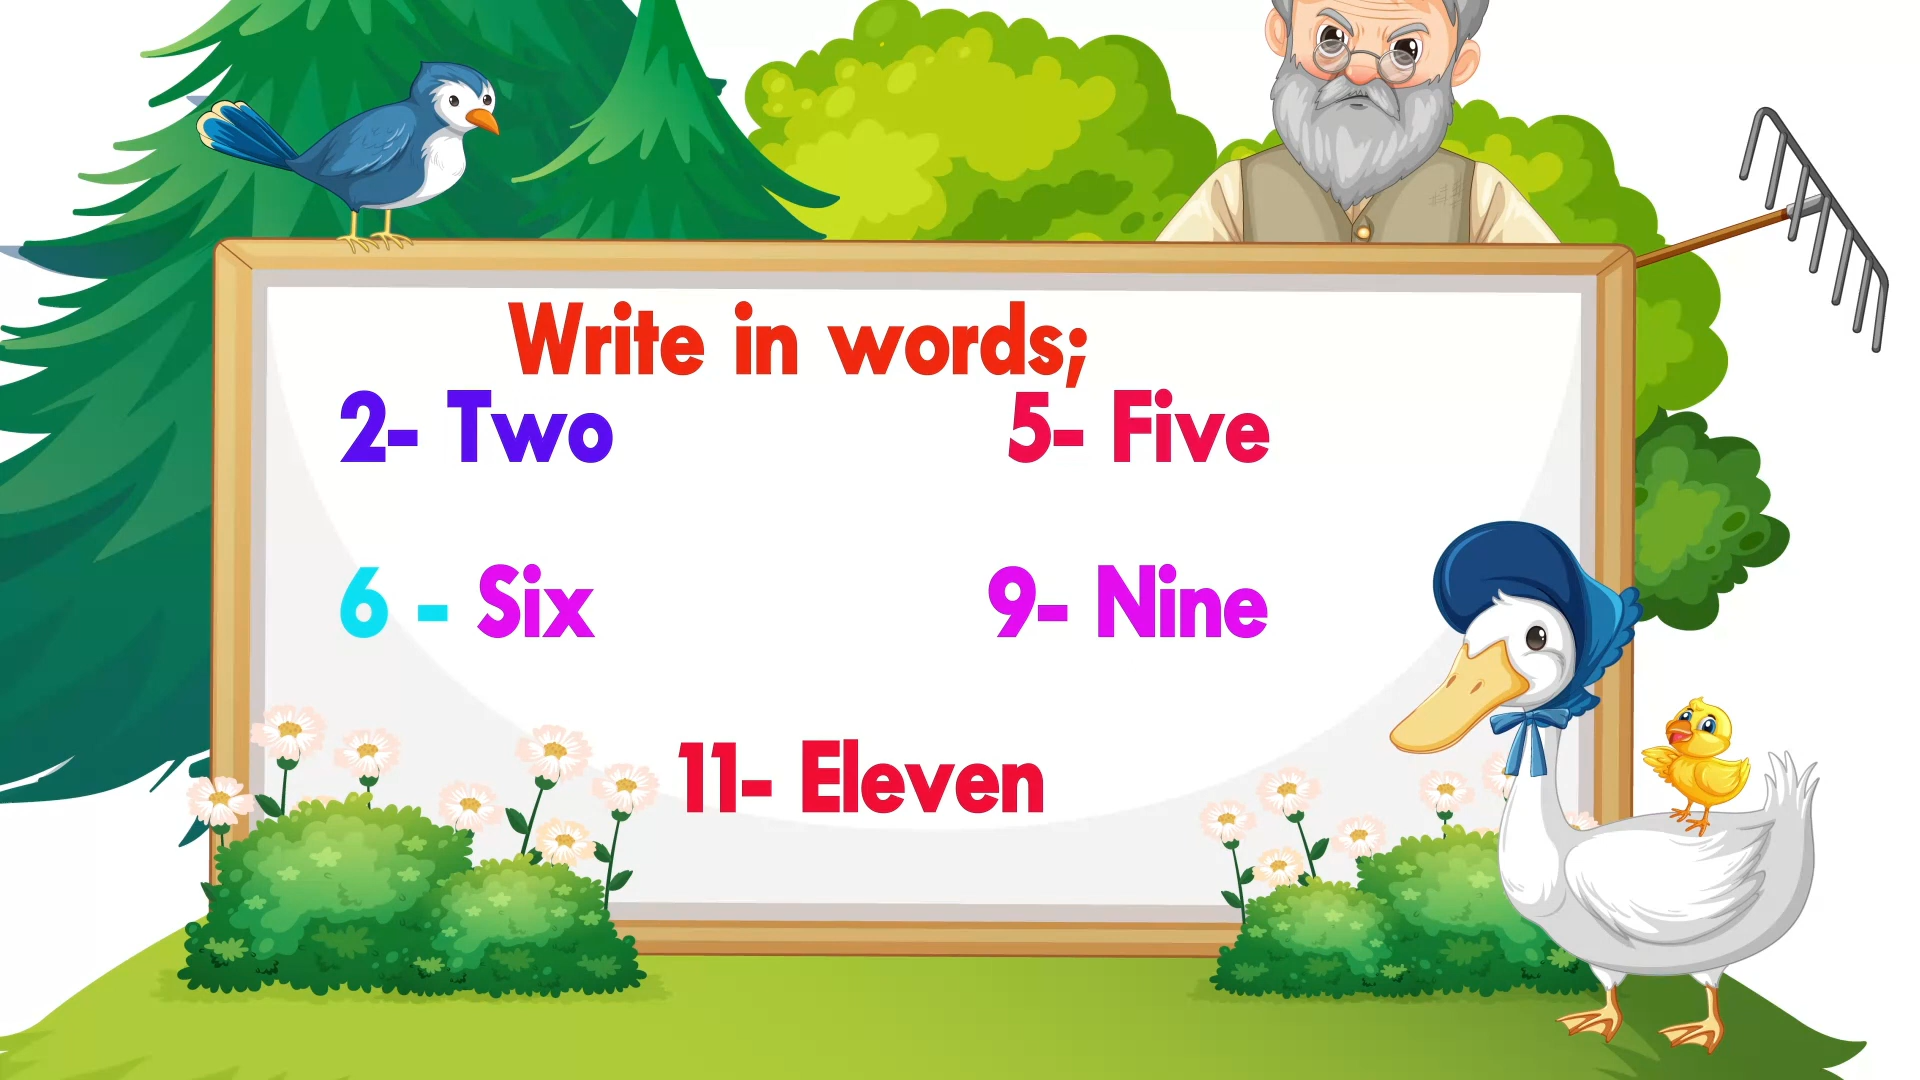 Write in words;
2- Two 5- Five
6 - Six 9- Nine
11- Eleven